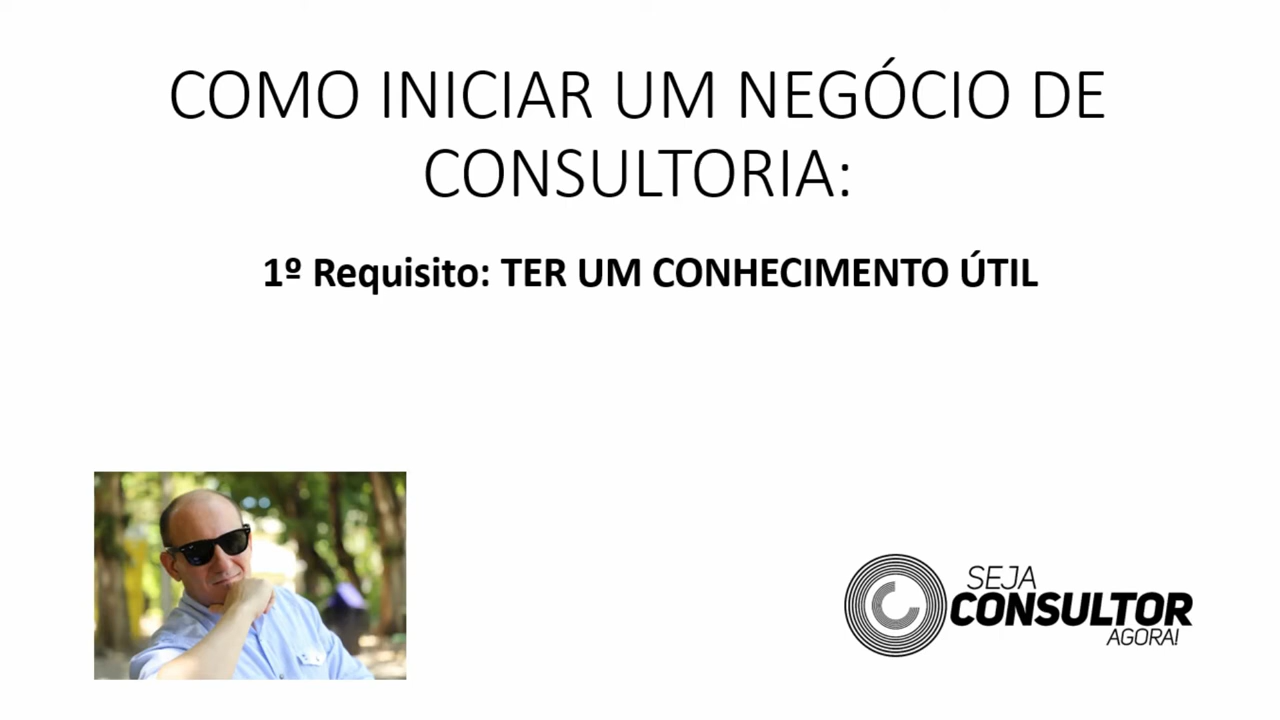 COMO INICIAR UM NEGÓCIO DE
CONSULTORIA:
1º Requisito: TER UM CONHECIMENTO ÚTIL
SEJA
CONSULTOR
AGORA!